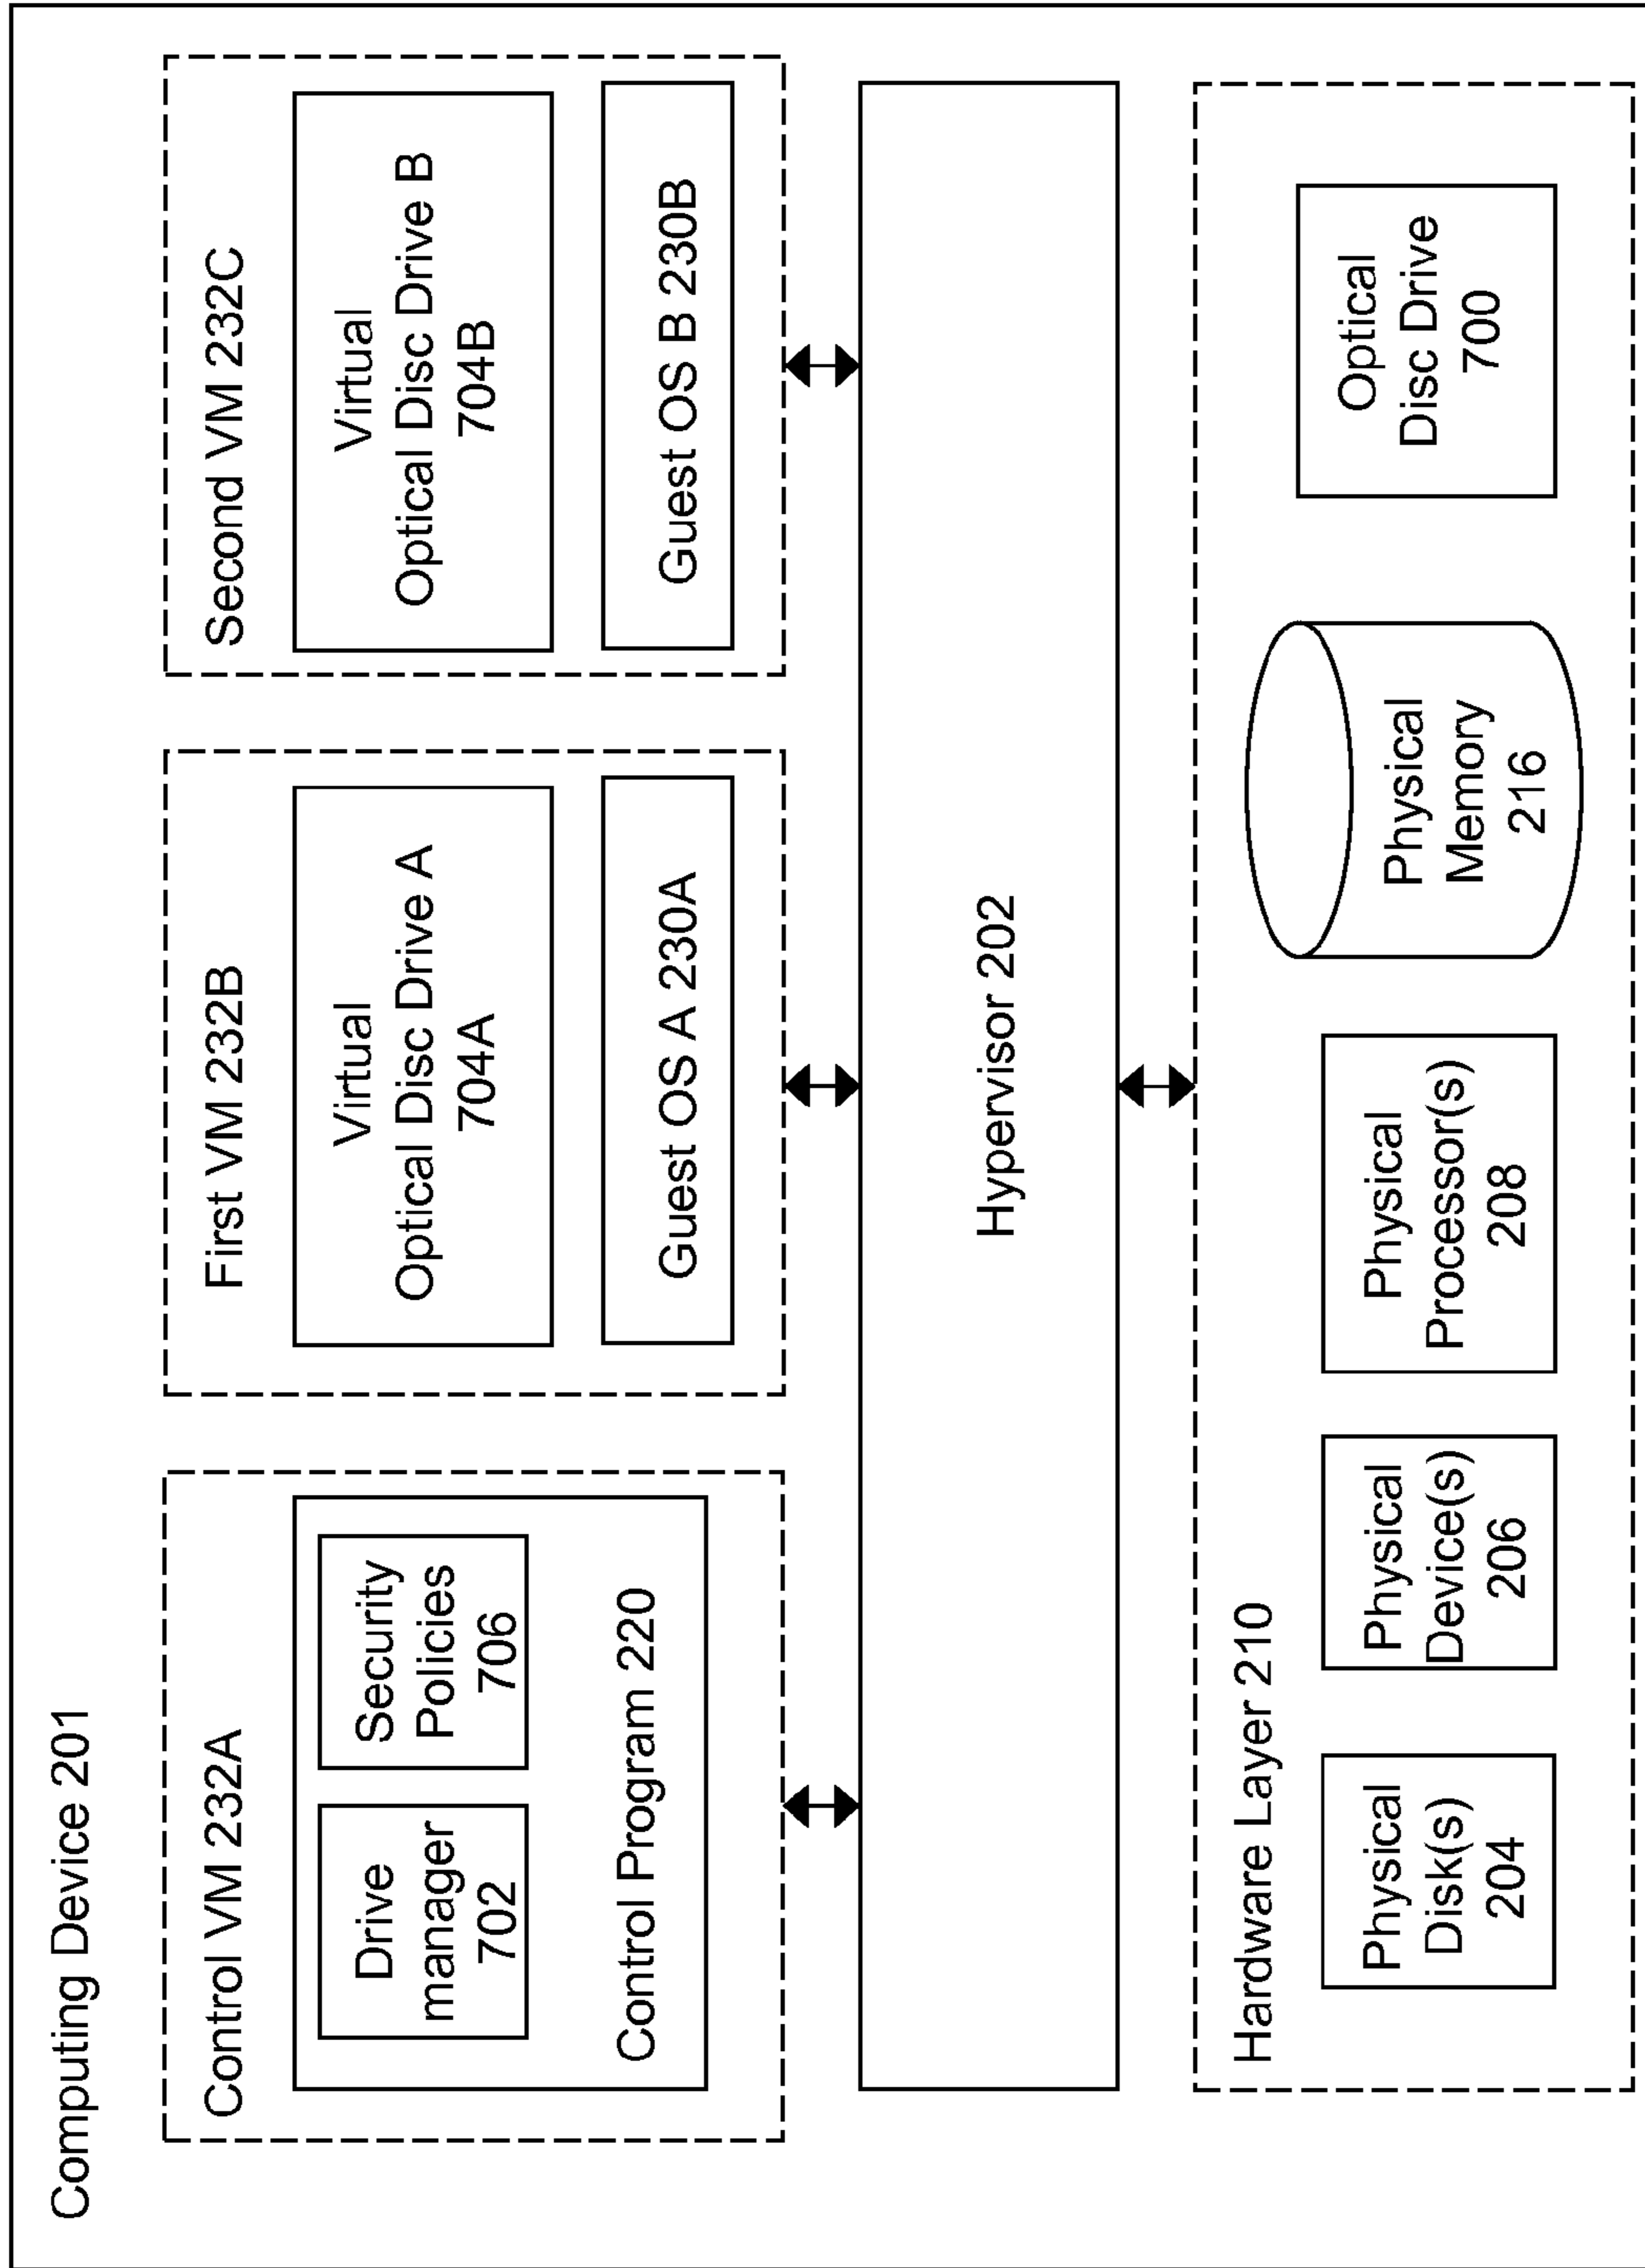 Computing Device 201
Control VM 232A
Drive
manager
702
Security
Policies
706
Control Program 220
First VM 232B
Virtual
Optical Disc Drive A
704A
Guest OS A 230A
Second VM 232C
Virtual
Optical Disc Drive B
704B
Guest OS B 230B
Hypervisor 202
Hardware Layer 210
Physical
Disk(s)
204
Physical
Device(s)
206
Physical
Processor(s)
208
Physical
Memory
216
Optical
Disc Drive
700